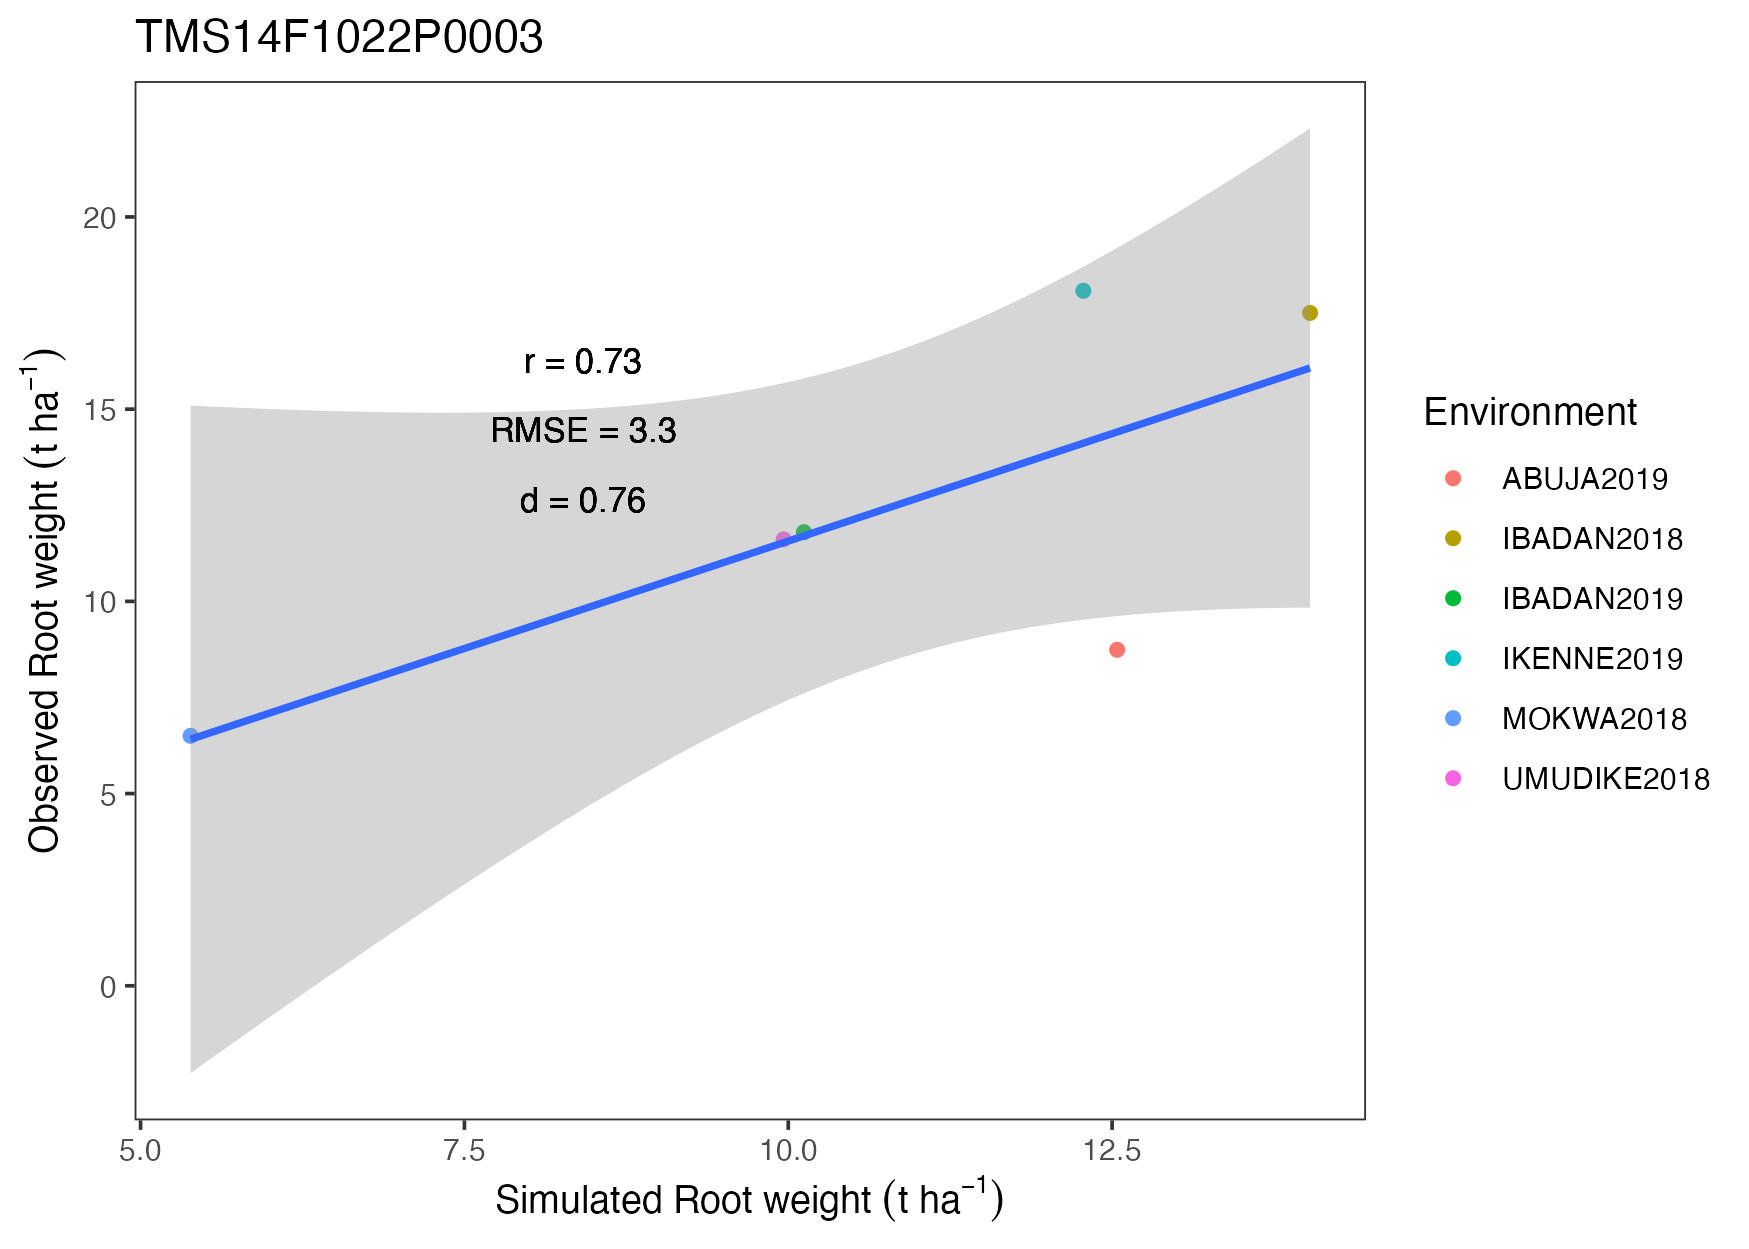 TMS14F1022P0003
Observed Root weight (t ha⁻¹)
20
15
10
5
0
r = 0.73
RMSE = 3.3
d = 0.76
5.0 7.5 10.0 12.5
Simulated Root weight (t ha⁻¹)
Environment
ABUJA2019
IBADAN2018
IBADAN2019
IKENNE2019
MOKWA2018
UMUDIKE2018